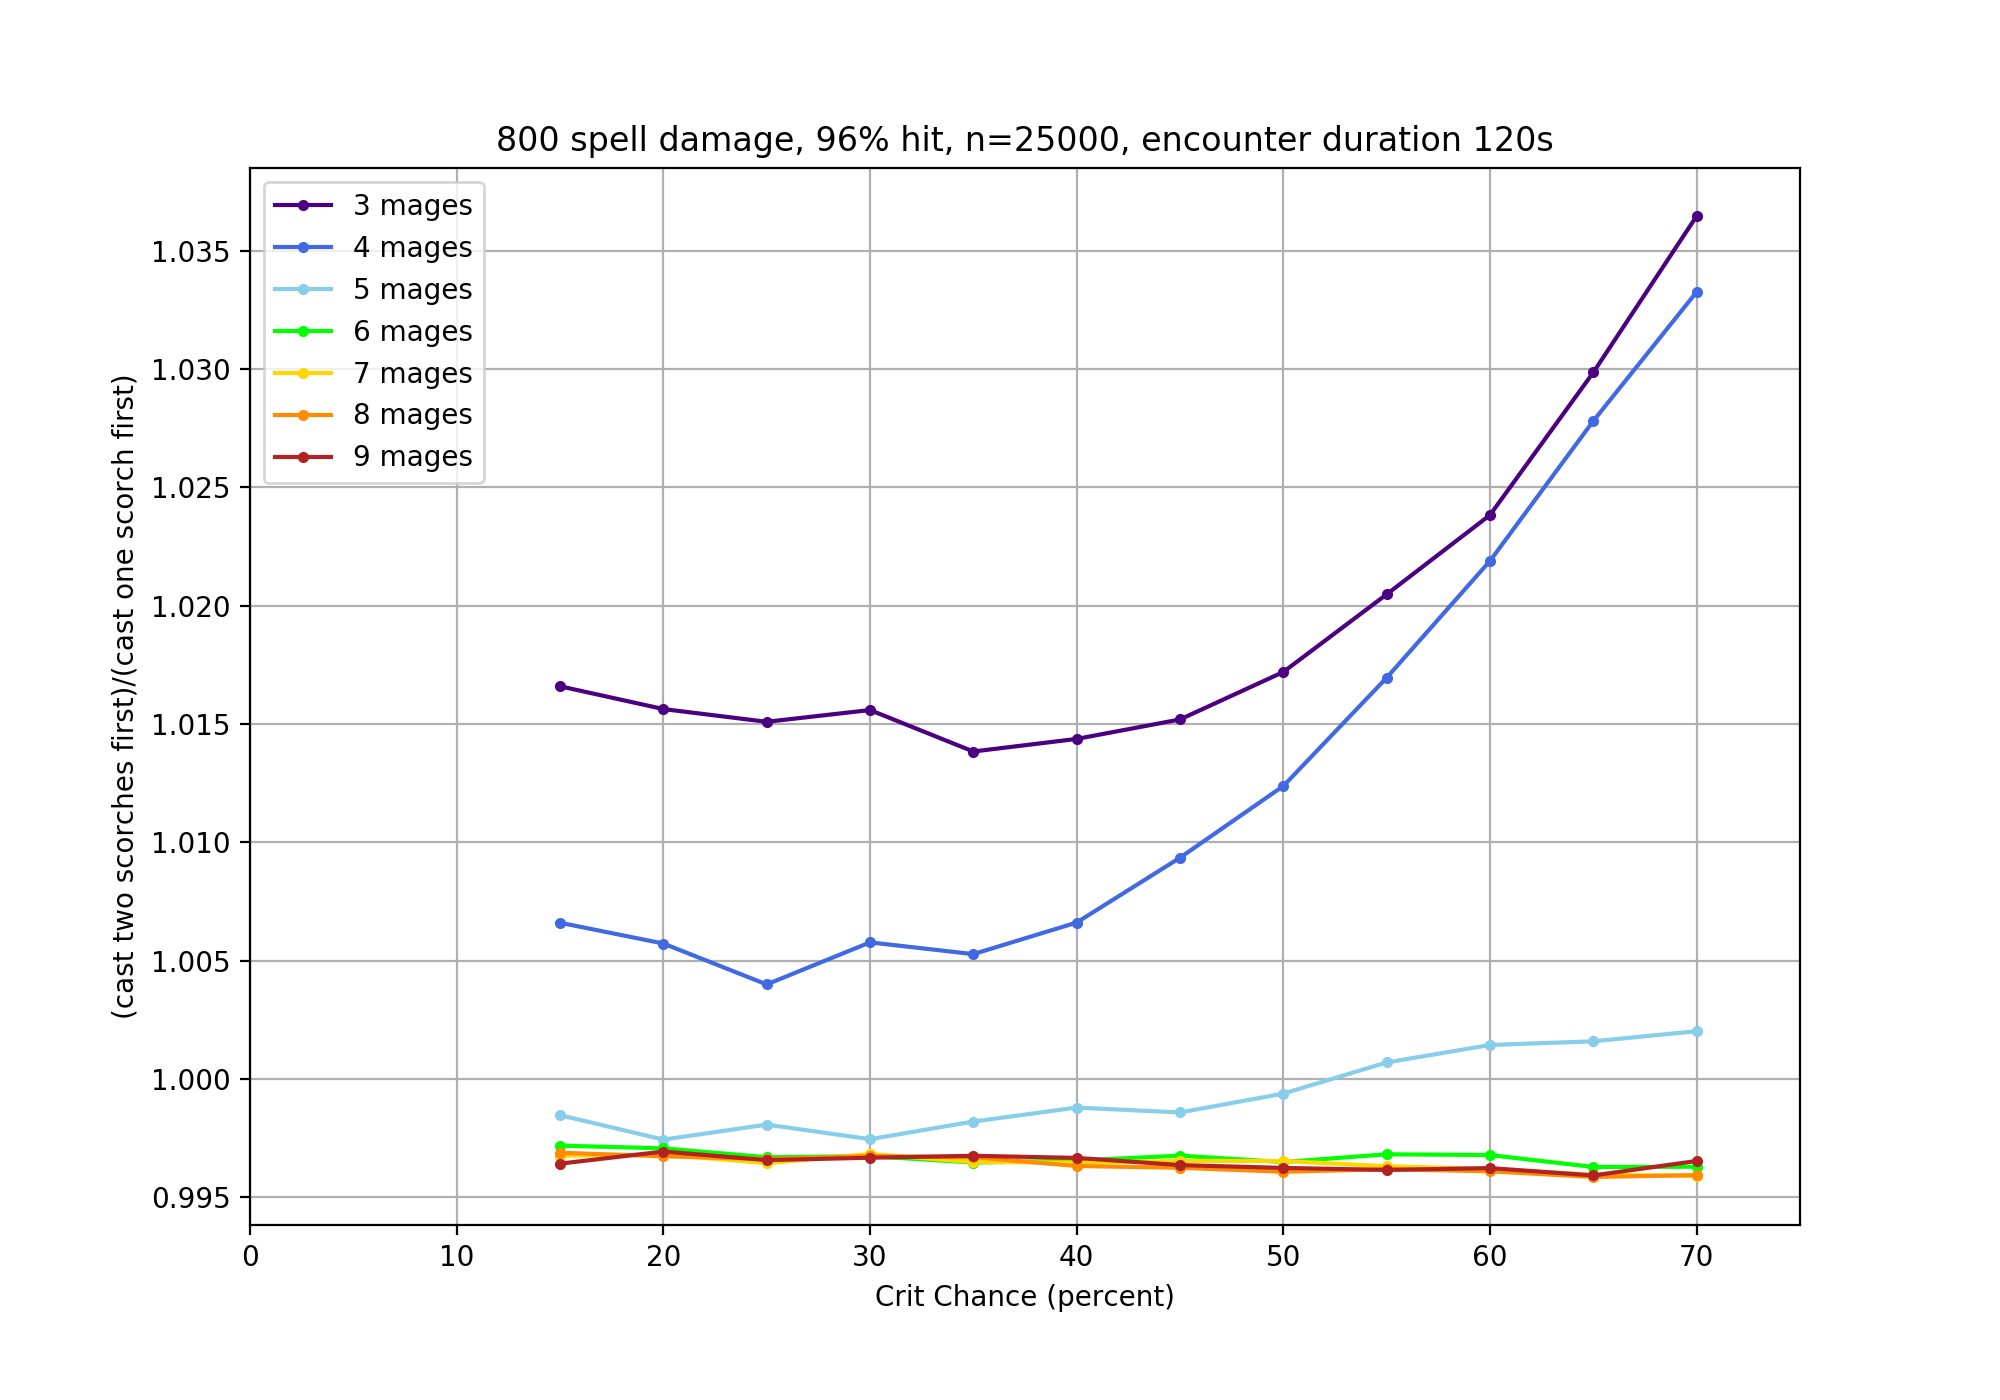 800 spell damage, 96% hit, n=25000, encounter duration 120s
3 mages
4 mages
5 mages
6 mages
7 mages
8 mages
9 mages
1.035
1.030
1.025
1.020
1.015
1.010
1.005
1.000
0.995
(cast two scorches first)/(cast one scorch first)
0 10 20 30 40 50 60 70
Crit Chance (percent)